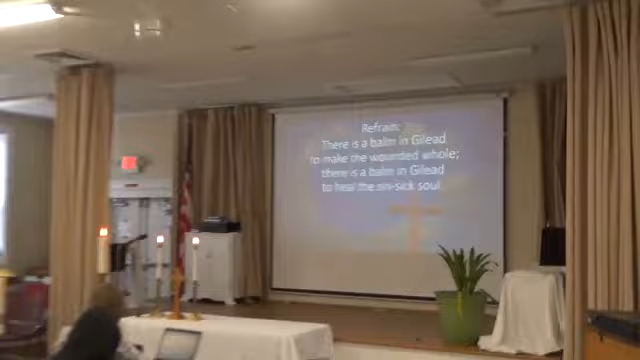 Refrain:
There is a balm in Gilead
to make the wounded whole;
there is a balm in Gilead
to heal the sin-sick soul.